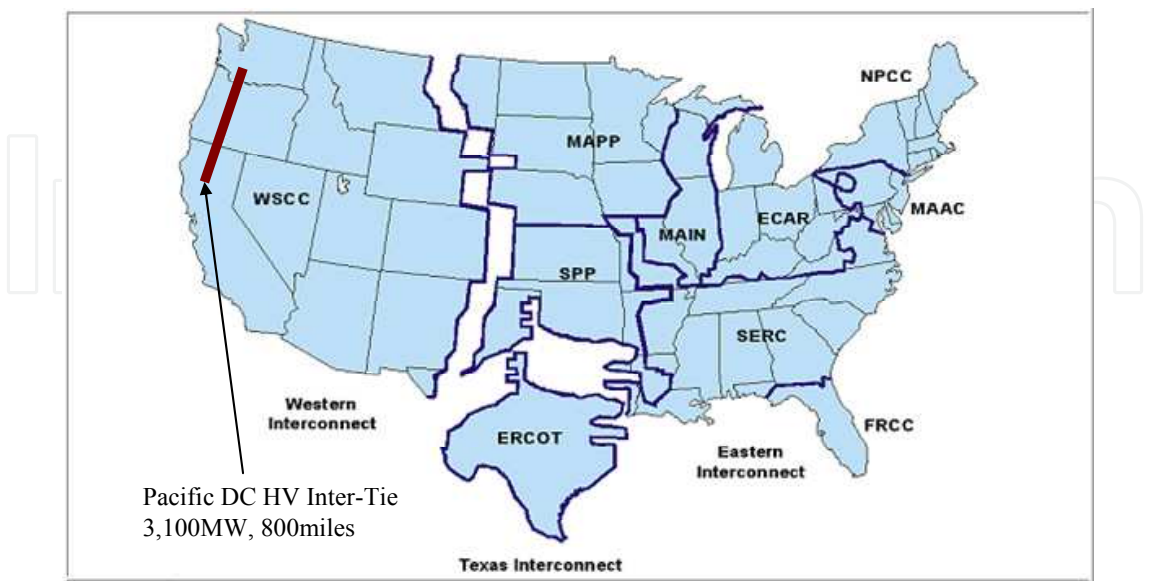 NPCC
MAPP
WSCC
ECAR
MAAC
MAIN
SPP
SERC
Western
Interconnect
FRCC
ERCOT
Eastern
Interconnect
Pacific DC HV Inter-Tie
3,100MW, 800miles
Texas Interconnect